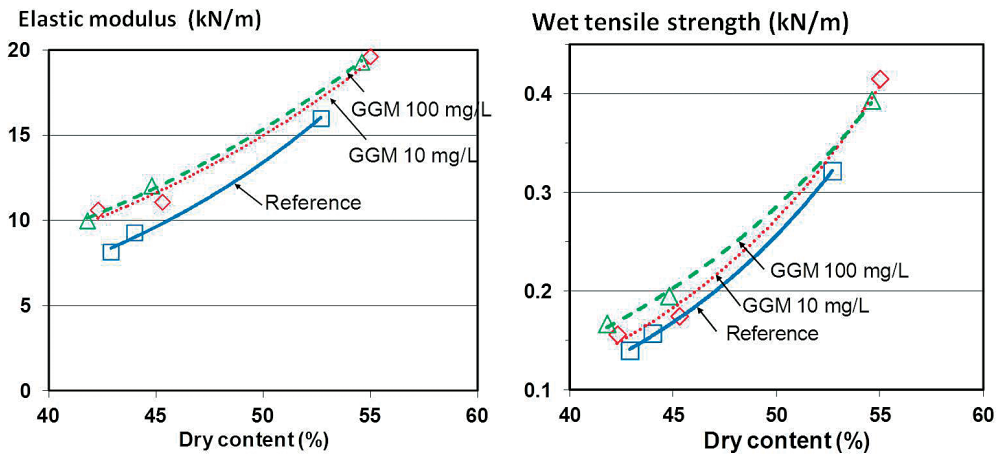 Elastic modulus (kN/m)
20
15
10
5
0
40 45 50 55 60
Dry content (%)
GGM 100 mg/L
GGM 10 mg/L
Reference
Wet tensile strength (kN/m)
0.4
0.3
0.2
0.1
40 45 50 55 60
Dry content (%)
GGM 100 mg/L
GGM 10 mg/L
Reference